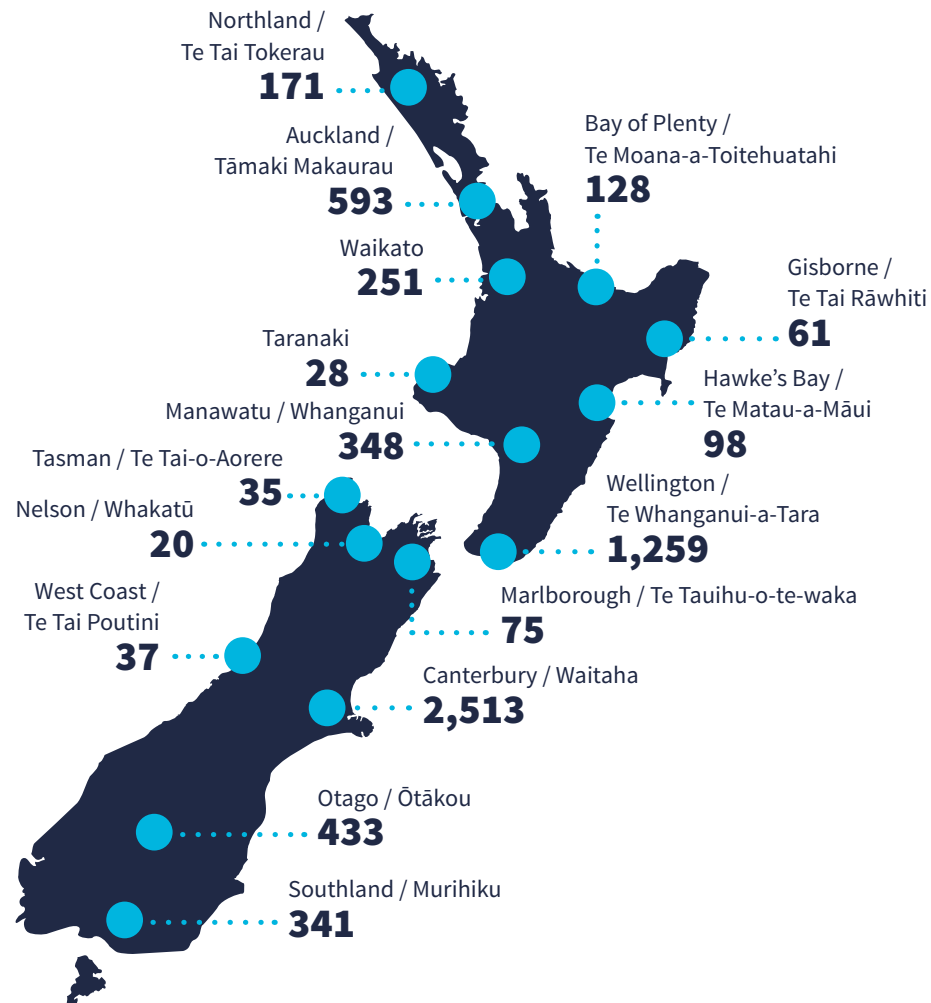 Northland /
Te Tai Tokerau
171
Auckland /
Tāmaki Makaurau
593
Bay of Plenty /
Te Moana-a-Toitehuatahi
128
Waikato
251
Gisborne /
Te Tai Rāwhiti
61
Taranaki
28
Hawke’s Bay /
Te Matau-a-Māui
98
Manawatu / Whanganui
348
Tasman / Te Tai-o-Aorere
35
Wellington /
Te Whanganui-a-Tara
1,259
Nelson / Whakatū
20
West Coast /
Te Tai Poutini
37
Marlborough / Te Tauihu-o-te-waka
75
Canterbury / Waitaha
2,513
Otago / Ōtākou
433
Southland / Murihiku
341